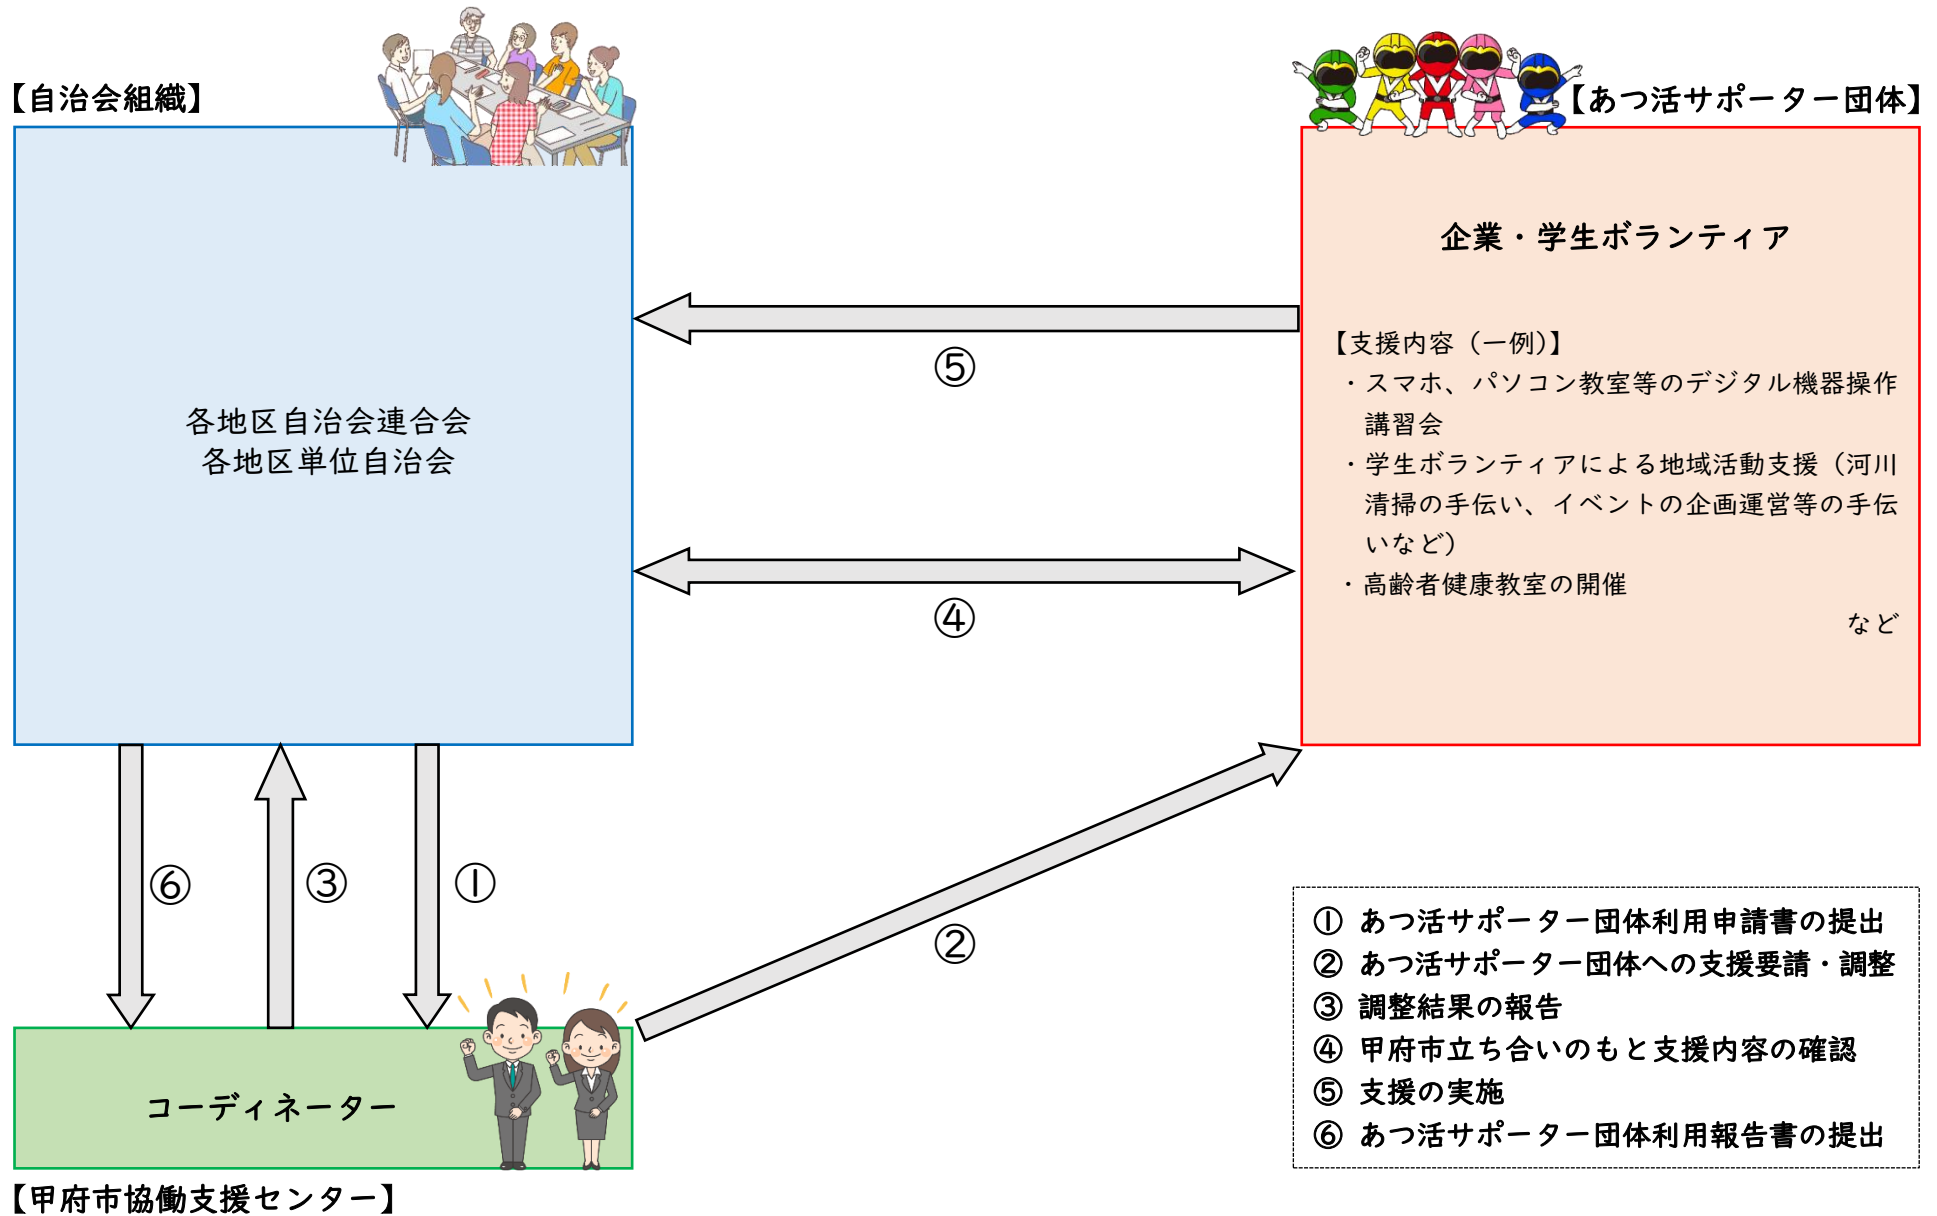 【自治会組織】
各地区自治会連合会
各地区単位自治会
【あつ活サポーター団体】
企業・学生ボランティア
【支援内容（一例）】
・スマホ、パソコン教室等のデジタル機器操作
講習会
・学生ボランティアによる地域活動支援（河川
清掃の手伝い、イベントの企画運営等の手伝
いなど）
・高齢者健康教室の開催
など
⑤
④
⑥
③
①
②
コーディネーター
【甲府市協働支援センター】
① あつ活サポーター団体利用申請書の提出
② あつ活サポーター団体への支援要請・調整
③ 調整結果の報告
④ 甲府市立ち合いのもと支援内容の確認
⑤ 支援の実施
⑥ あつ活サポーター団体利用報告書の提出